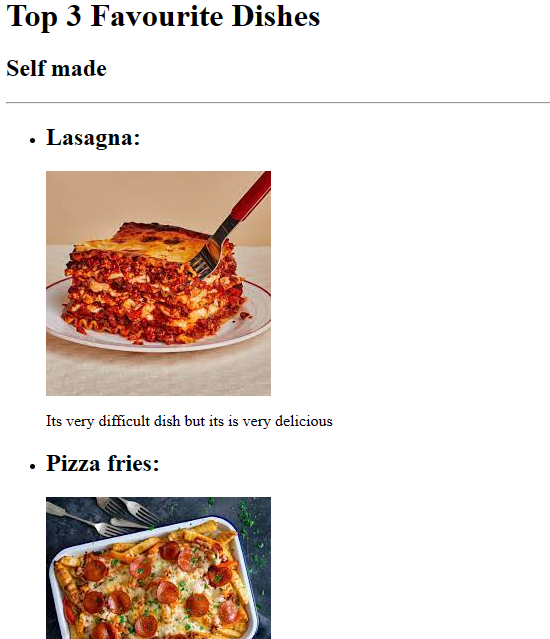 Top 3 Favourite Dishes
Self made
Lasagna:
Its very difficult dish but its is very delicious
Pizza fries: